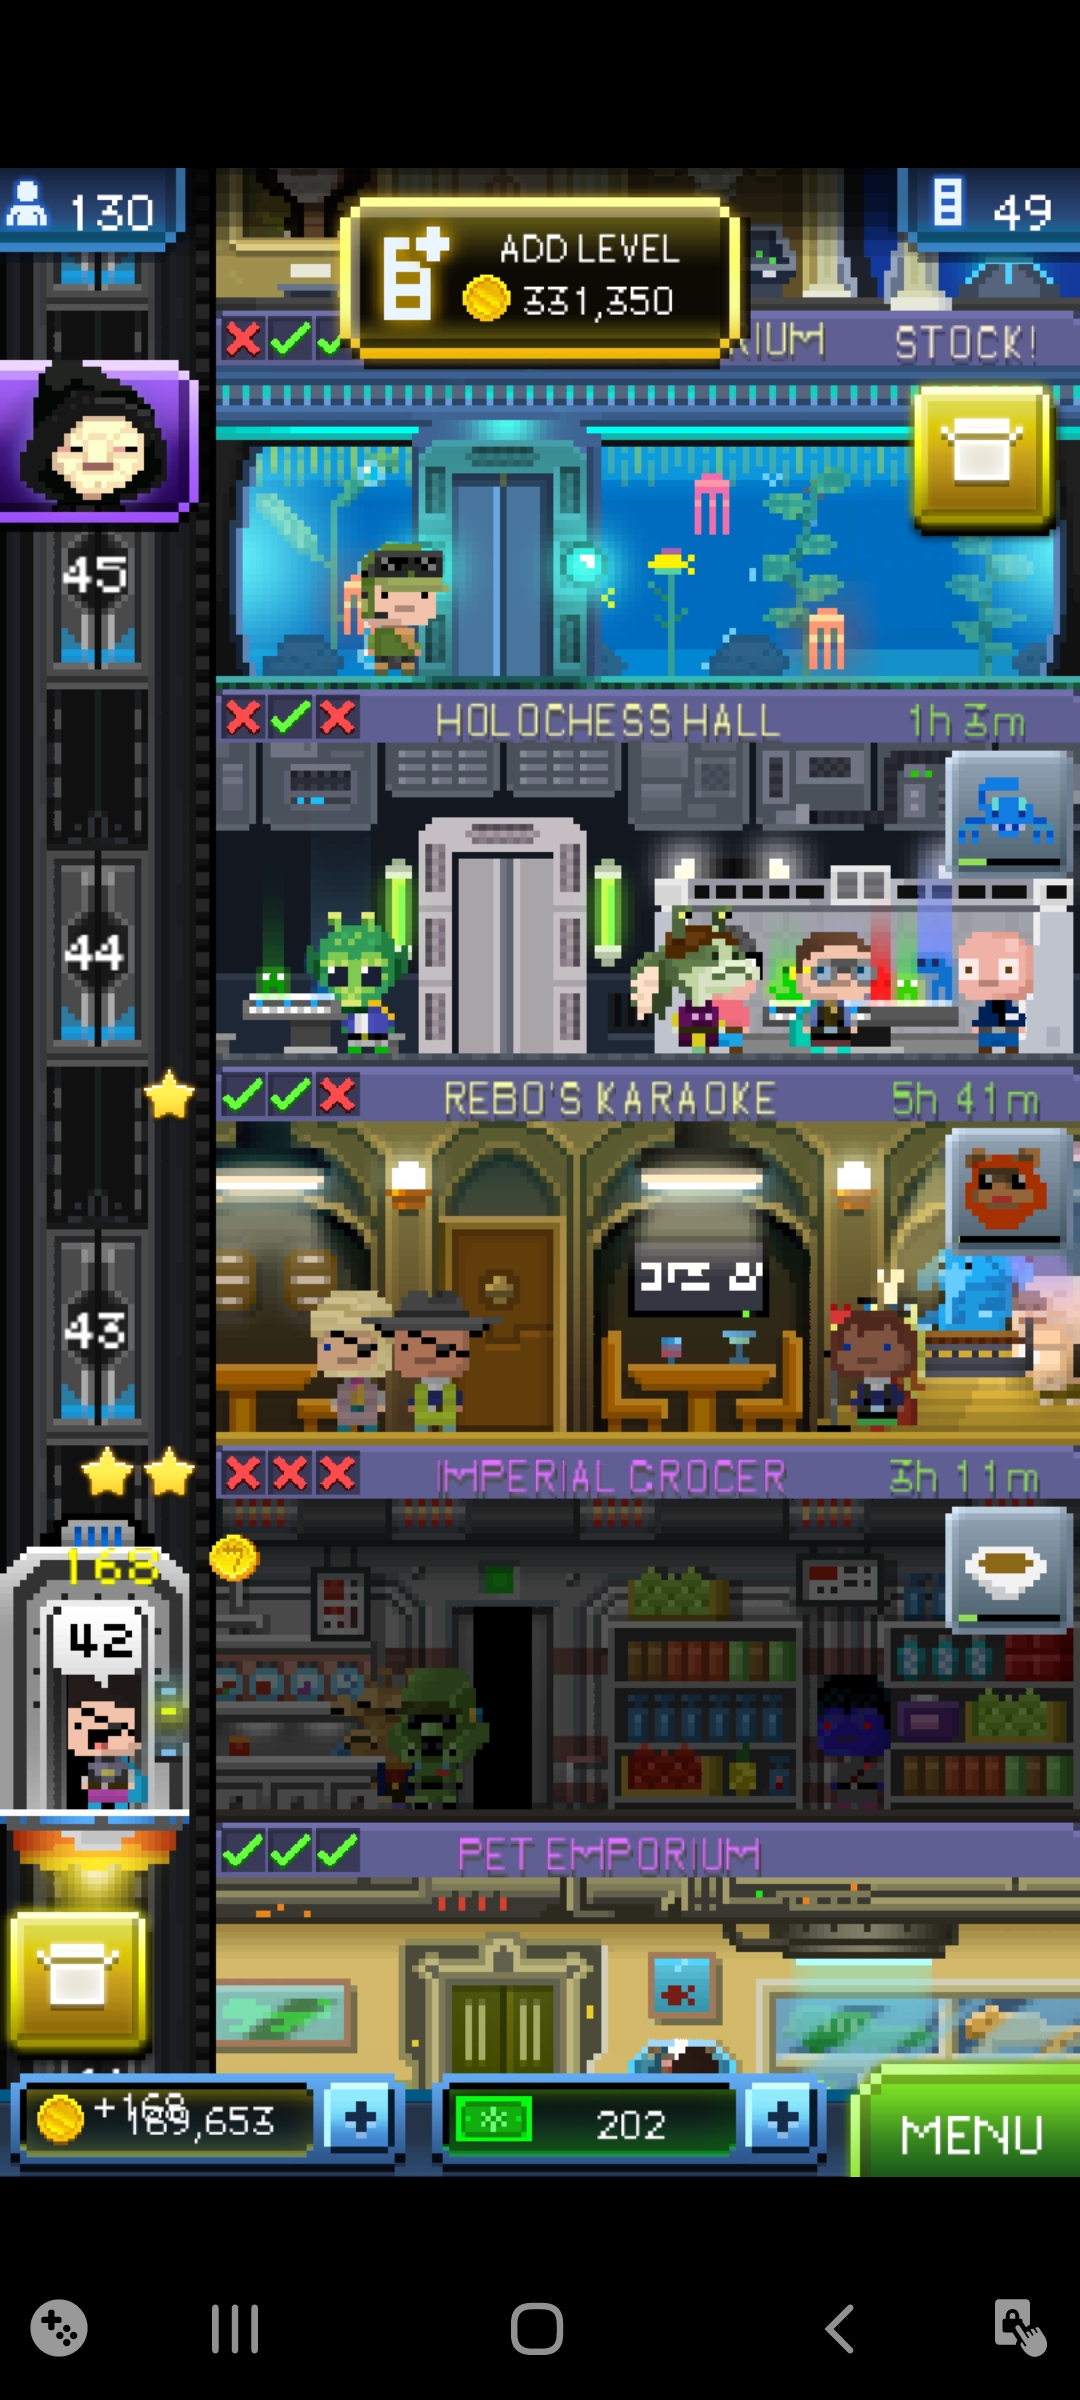 130
49
ADD LEVEL
331,350
RIUM STOCK!
45
HOLOCHESS HALL 1h 3m
44
REBO'S KARAOKE 5h 41m
43
IMPERIAL GROCER 3h 11m
168
42
PET EMPORIUM
+168
189,653
202
MENU